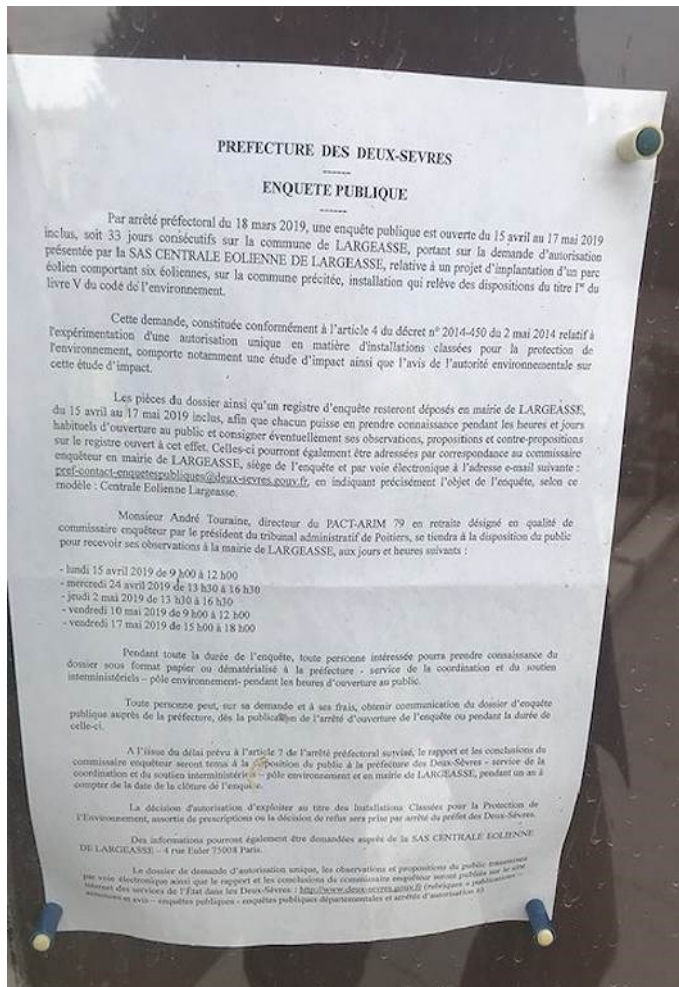 PREFECTURE DES DEUX-SEVRES
ENQUETE PUBLIQUE
Par arrêté préfectoral du 18 mars 2019, une enquête publique est ouverte du 15 avril au 17 mai 2019
inclus, soit 33 jours consécutifs sur la commune de LARGEASSE, portant sur la demande d'autorisation
présentée par la SAS CENTRALE EOLIENNE DE LARGEASSE, relative à un projet d'implantation d'un parc
éolien comportant six éoliennes, sur la commune précitée, installation qui relève des dispositions du titre Ier du
livre V du code de l'environnement.
Cette demande, constituée conformément à l'article 4 du décret n° 2014-450 du 2 mai 2014 relatif à
l'expérimentation d'une autorisation unique en matière d'installations classées pour la protection de
l'environnement, comporte notamment une étude d'impact ainsi que l'avis de l'autorité environnementale sur
cette étude d'impact.
Les pièces du dossier ainsi qu'un registre d'enquête resteront déposés en mairie de LARGEASSE,
du 15 avril au 17 mai 2019 inclus, afin que chacun puisse en prendre connaissance pendant les heures et jours
habituels d'ouverture au public et consigner éventuellement ses observations, propositions et contre-propositions
sur le registre ouvert à cet effet. Celles-ci pourront également être adressées par correspondance au commissaire
enquêteur en mairie de LARGEASSE, siège de l'enquête et par voie électronique à l'adresse e-mail suivante :
pref-contact-enquetespubliques@deux-sevres.gouv.fr, en indiquant précisément l'objet de l'enquête, selon ce
modèle : Centrale Eolienne Largeasse.
Monsieur André Touraine, directeur du PACT-ARIM 79 en retraite désigné en qualité de
commissaire enquêteur par le président du tribunal administratif de Poitiers, se tiendra à la disposition du public
pour recevoir ses observations à la mairie de LARGEASSE, aux jours et heures suivants :
- lundi 15 avril 2019 de 9 h00 à 12 h00
- mercredi 24 avril 2019 de 13 h30 à 16 h30
- jeudi 2 mai 2019 de 13 h30 à 16 h30
- vendredi 10 mai 2019 de 9 h00 à 12 h00
- vendredi 17 mai 2019 de 15 h00 à 18 h00
Pendant toute la durée de l'enquête, toute personne intéressée pourra prendre connaissance du
dossier sous format papier ou dématérialisé à la préfecture - service de la coordination et du soutien
interministériels – pôle environnement- pendant les heures d'ouverture au public.
Toute personne peut, sur sa demande et à ses frais, obtenir communication du dossier d'enquête
publique auprès de la préfecture, dès la publication de l'arrêté d'ouverture de l'enquête ou pendant la durée de
celle-ci.
A l'issue du délai prévu à l'article 7 de l'arrêté préfectoral survisé, le rapport et les conclusions du
commissaire enquêteur seront tenus à la disposition du public à la préfecture des Deux-Sèvres - service de la
coordination et du soutien interministériels - pôle environnement et en mairie de LARGEASSE, pendant un an à
compter de la date de la clôture de l'enquête.
La décision d'autorisation d'exploiter au titre des Installations Classées pour la Protection de
l'Environnement, assortie de prescriptions ou la décision de refus sera prise par arrêté du préfet des Deux-Sèvres.
Des informations pourront également être demandées auprès de la SAS CENTRALE EOLIENNE
DE LARGEASSE – 4 rue Euler 75008 Paris.
Le dossier de demande d'autorisation unique, les observations et propositions du public transmises
par voie électronique ainsi que le rapport et les conclusions du commissaire enquêteur seront publiés sur le site
internet des services de l'État dans les Deux-Sèvres : http://www.deux-sevres.gouv.fr (rubriques « publications –
annonces et avis – enquêtes publiques - enquêtes publiques départementales et arrêtés d'autorisation »)